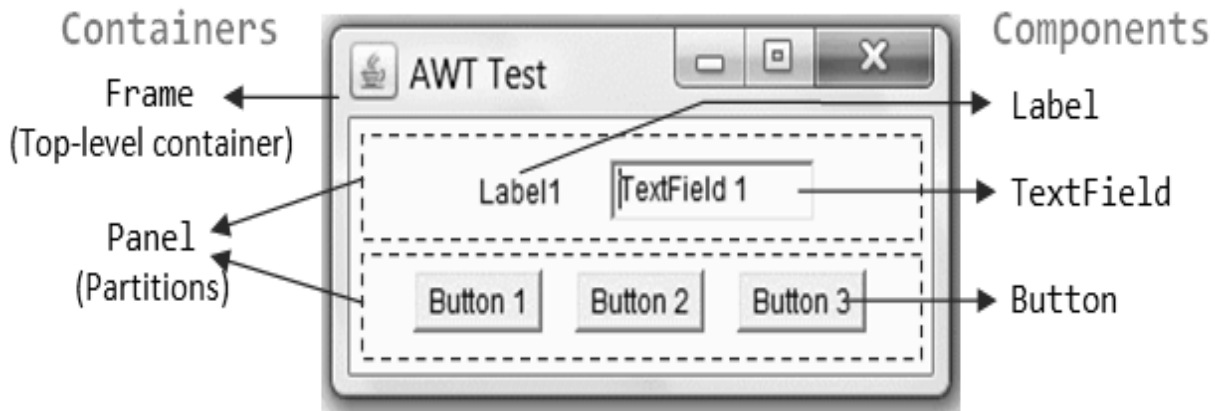 Containers
Components
AWT Test
Frame
(Top-level container)
Label
Label1
TextField 1
TextField
Panel
(Partitions)
Button 1
Button 2
Button 3
Button